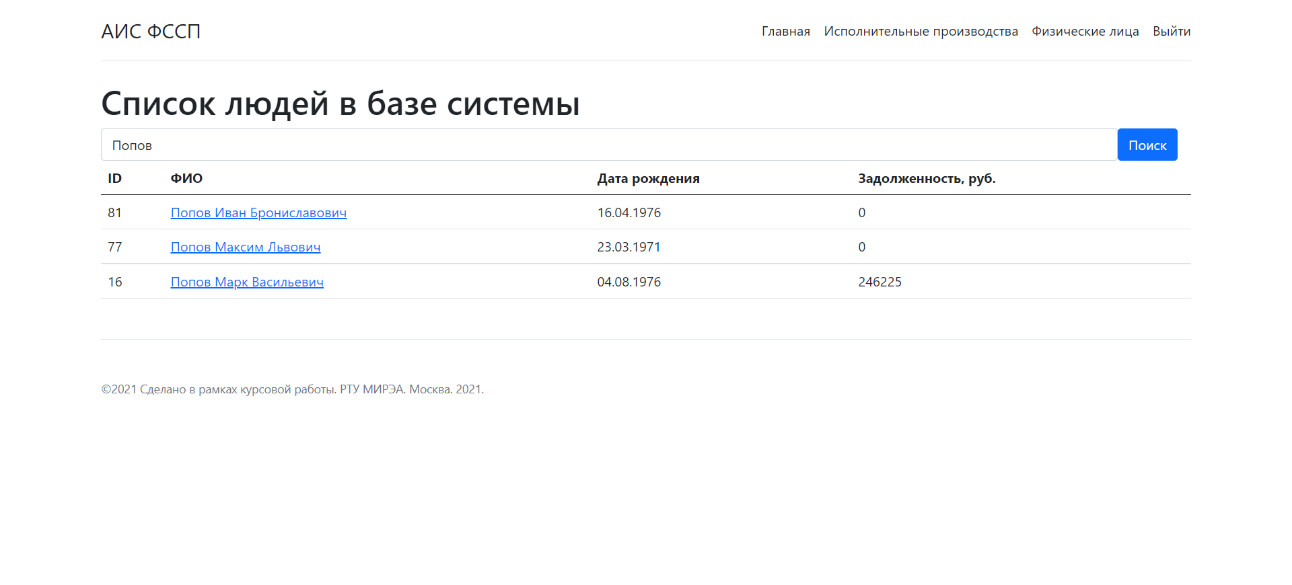 АИС ФССП Главная Исполнительные производства Физические лица Выйти
Список людей в базе системы
Попов Поиск
ID ФИО Дата рождения Задолженность, руб.
81 Попов Иван Брониславович 16.04.1976 0
77 Попов Максим Львович 23.03.1971 0
16 Попов Марк Васильевич 04.08.1976 246225
©2021 Сделано в рамках курсовой работы. РТУ МИРЭА. Москва. 2021.